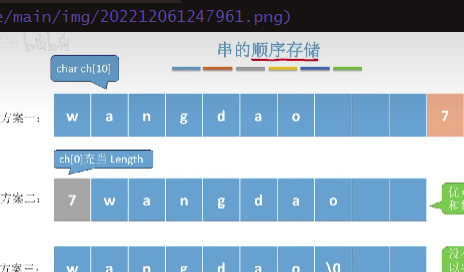 e/main/img/202212061247961.png)
串的顺序存储
char ch[10]
方案一: w a n g d a o 7
ch[0]充当 Length
方案二: 7 w a n g d a o
优
和
方案三: w a n g d a o \0
没
以